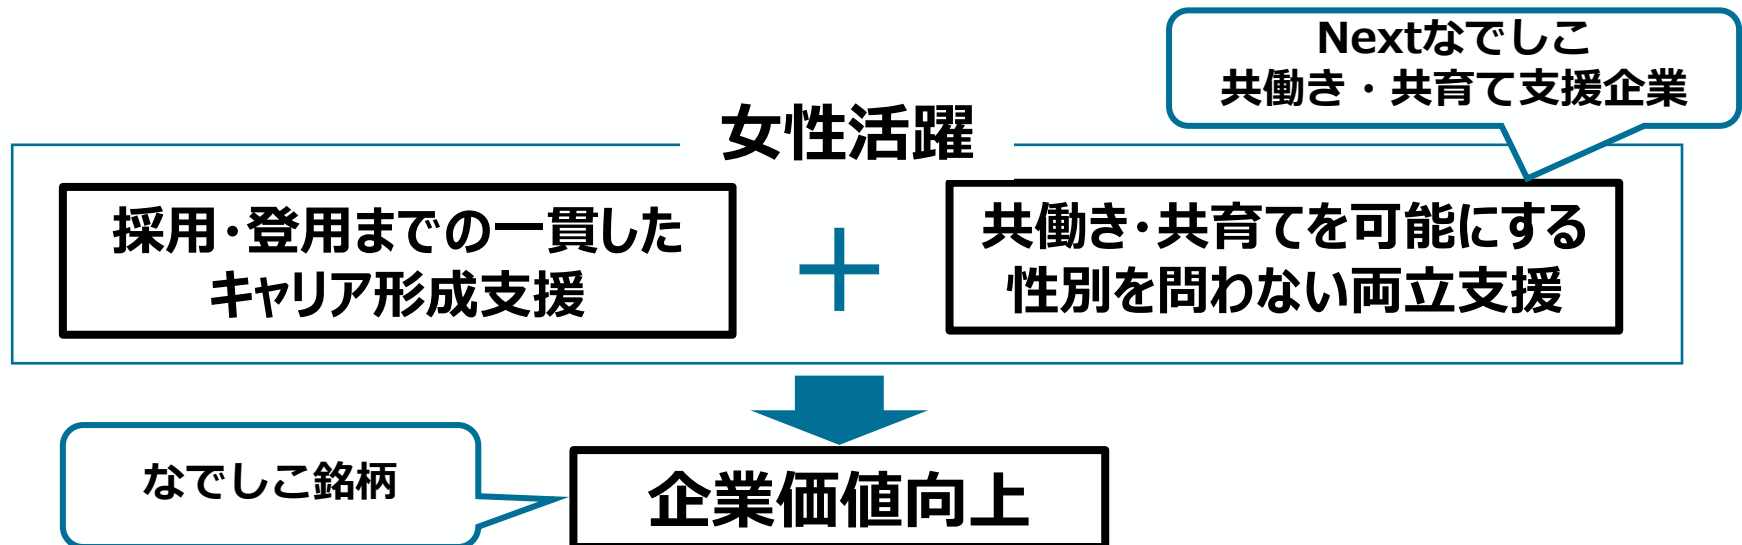 Nextなでしこ
共働き・共育て支援企業
女性活躍
採用・登用までの一貫した
キャリア形成支援
＋
共働き・共育てを可能にする
性別を問わない両立支援
なでしこ銘柄
企業価値向上